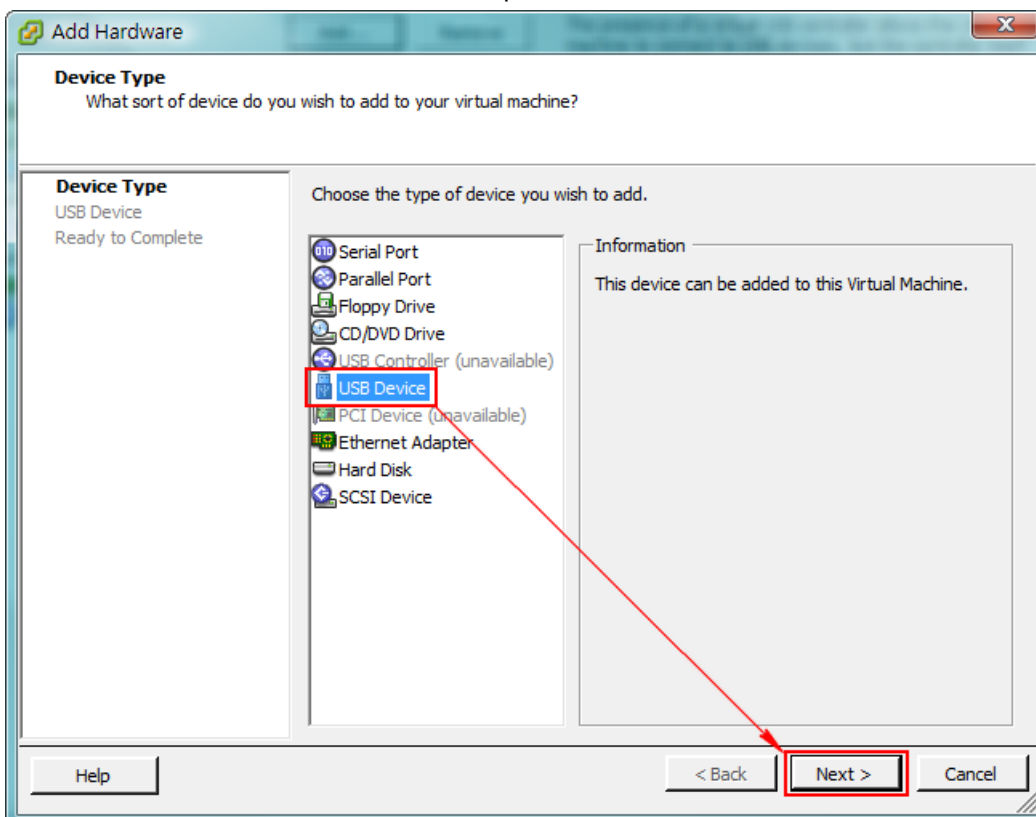 Add Hardware
Device Type
What sort of device do you wish to add to your virtual machine?
Device Type
USB Device
Ready to Complete
Choose the type of device you wish to add.
Serial Port
Parallel Port
Floppy Drive
CD/DVD Drive
USB Controller (unavailable)
USB Device
PCI Device (unavailable)
Ethernet Adapter
Hard Disk
SCSI Device
Information
This device can be added to this Virtual Machine.
Help
< Back
Next >
Cancel